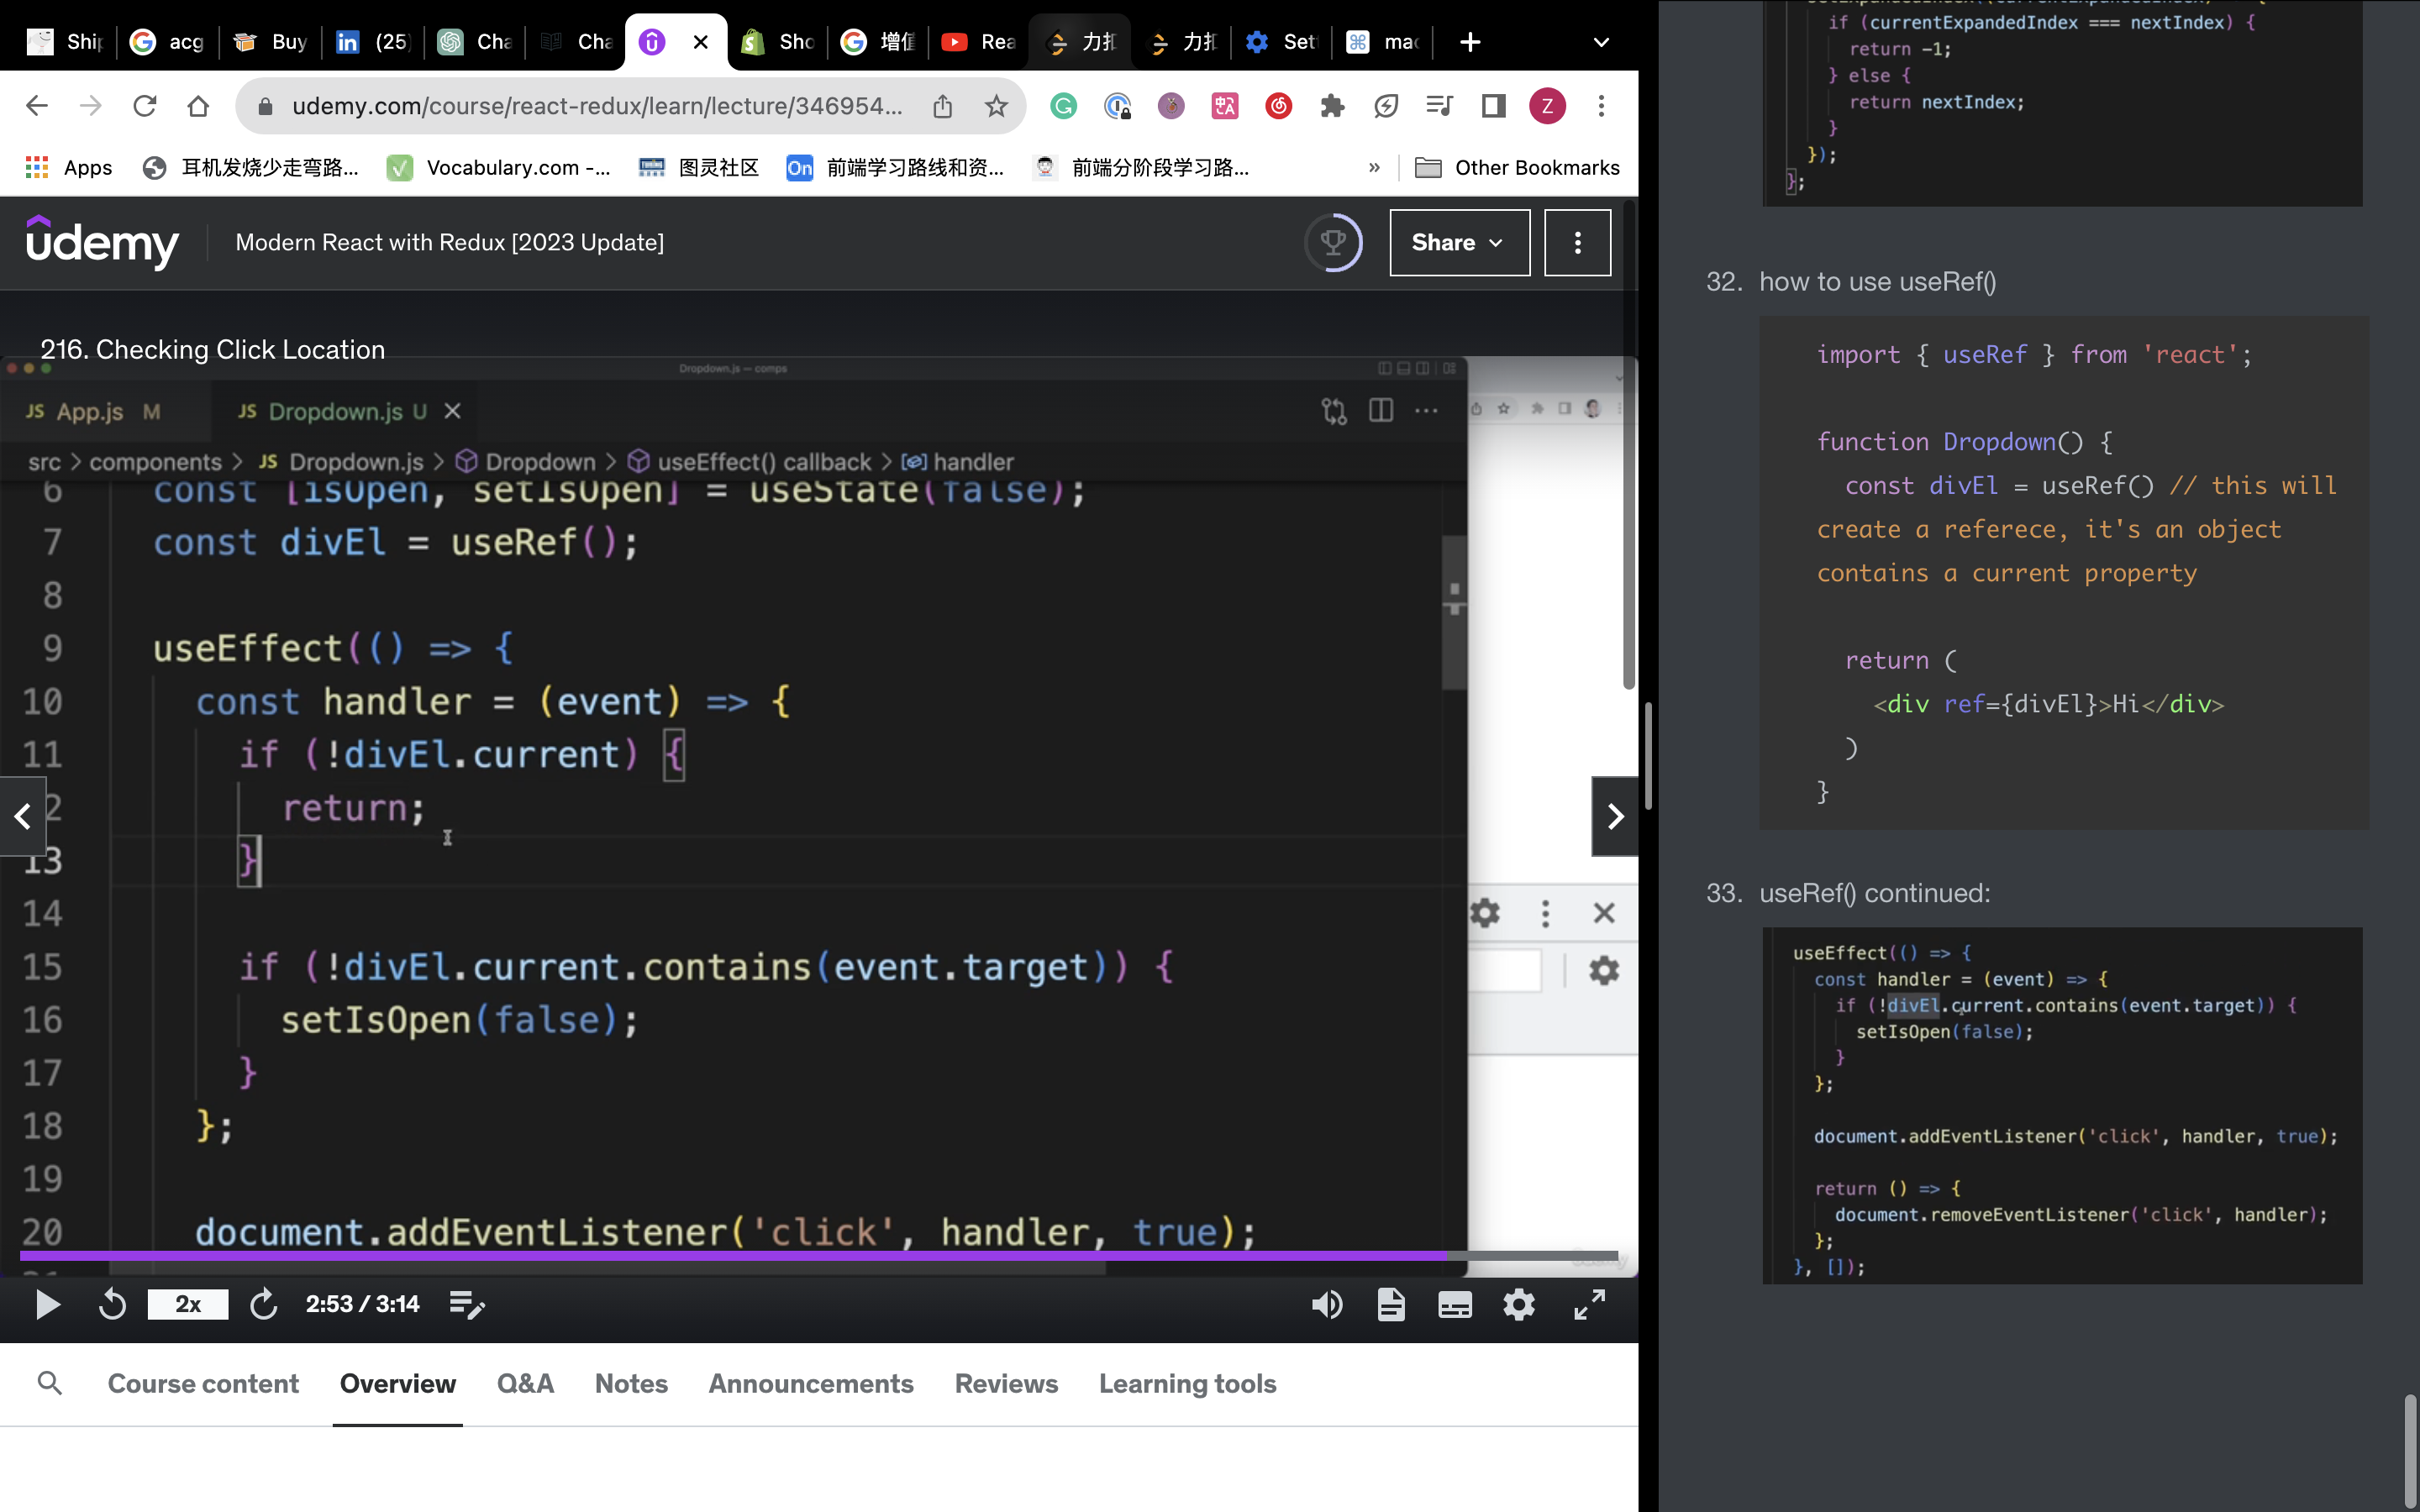 Ship
acg
Buy
(25)
Cha
Cha
Sho
Rea
力扣
力扣
Set
mac
udemy.com/course/react-redux/learn/lecture/346954...
Z
Apps
耳机发烧少走弯路...
Vocabulary.com -...
图灵社区
On
前端学习路线和资...
前端分阶段学习路...
»
Other Bookmarks
udemy
Modern React with Redux [2023 Update]
Share
216. Checking Click Location
Dropdown.js — comps
JS App.js M
JS Dropdown.js U
src > components > JS Dropdown.js > Dropdown > useEffect() callback > handler
6 const [isOpen, setIsOpen] = useState(false);
7 const divEl = useRef();
8
9 useEffect(() => {
10 const handler = (event) => {
11 if (!divEl.current) {
2 return;
13 }
14
15 if (!divEl.current.contains(event.target)) {
16 setIsOpen(false);
17 }
18 };
19
20 document.addEventListener('click', handler, true);
2x
2:53 / 3:14
Course content
Overview
Q&A
Notes
Announcements
Reviews
Learning tools
if (currentExpandedIndex === nextIndex) {
return -1;
} else {
return nextIndex;
}
});
};
32. how to use useRef()
import { useRef } from 'react';
function Dropdown() {
const divEl = useRef() // this will
create a referece, it's an object
contains a current property
return (
<div ref={divEl}>Hi</div>
)
}
33. useRef() continued:
useEffect(() => {
const handler = (event) => {
if (!divEl.current.contains(event.target)) {
setIsOpen(false);
}
};
document.addEventListener('click', handler, true);
return () => {
document.removeEventListener('click', handler);
};
}, []);